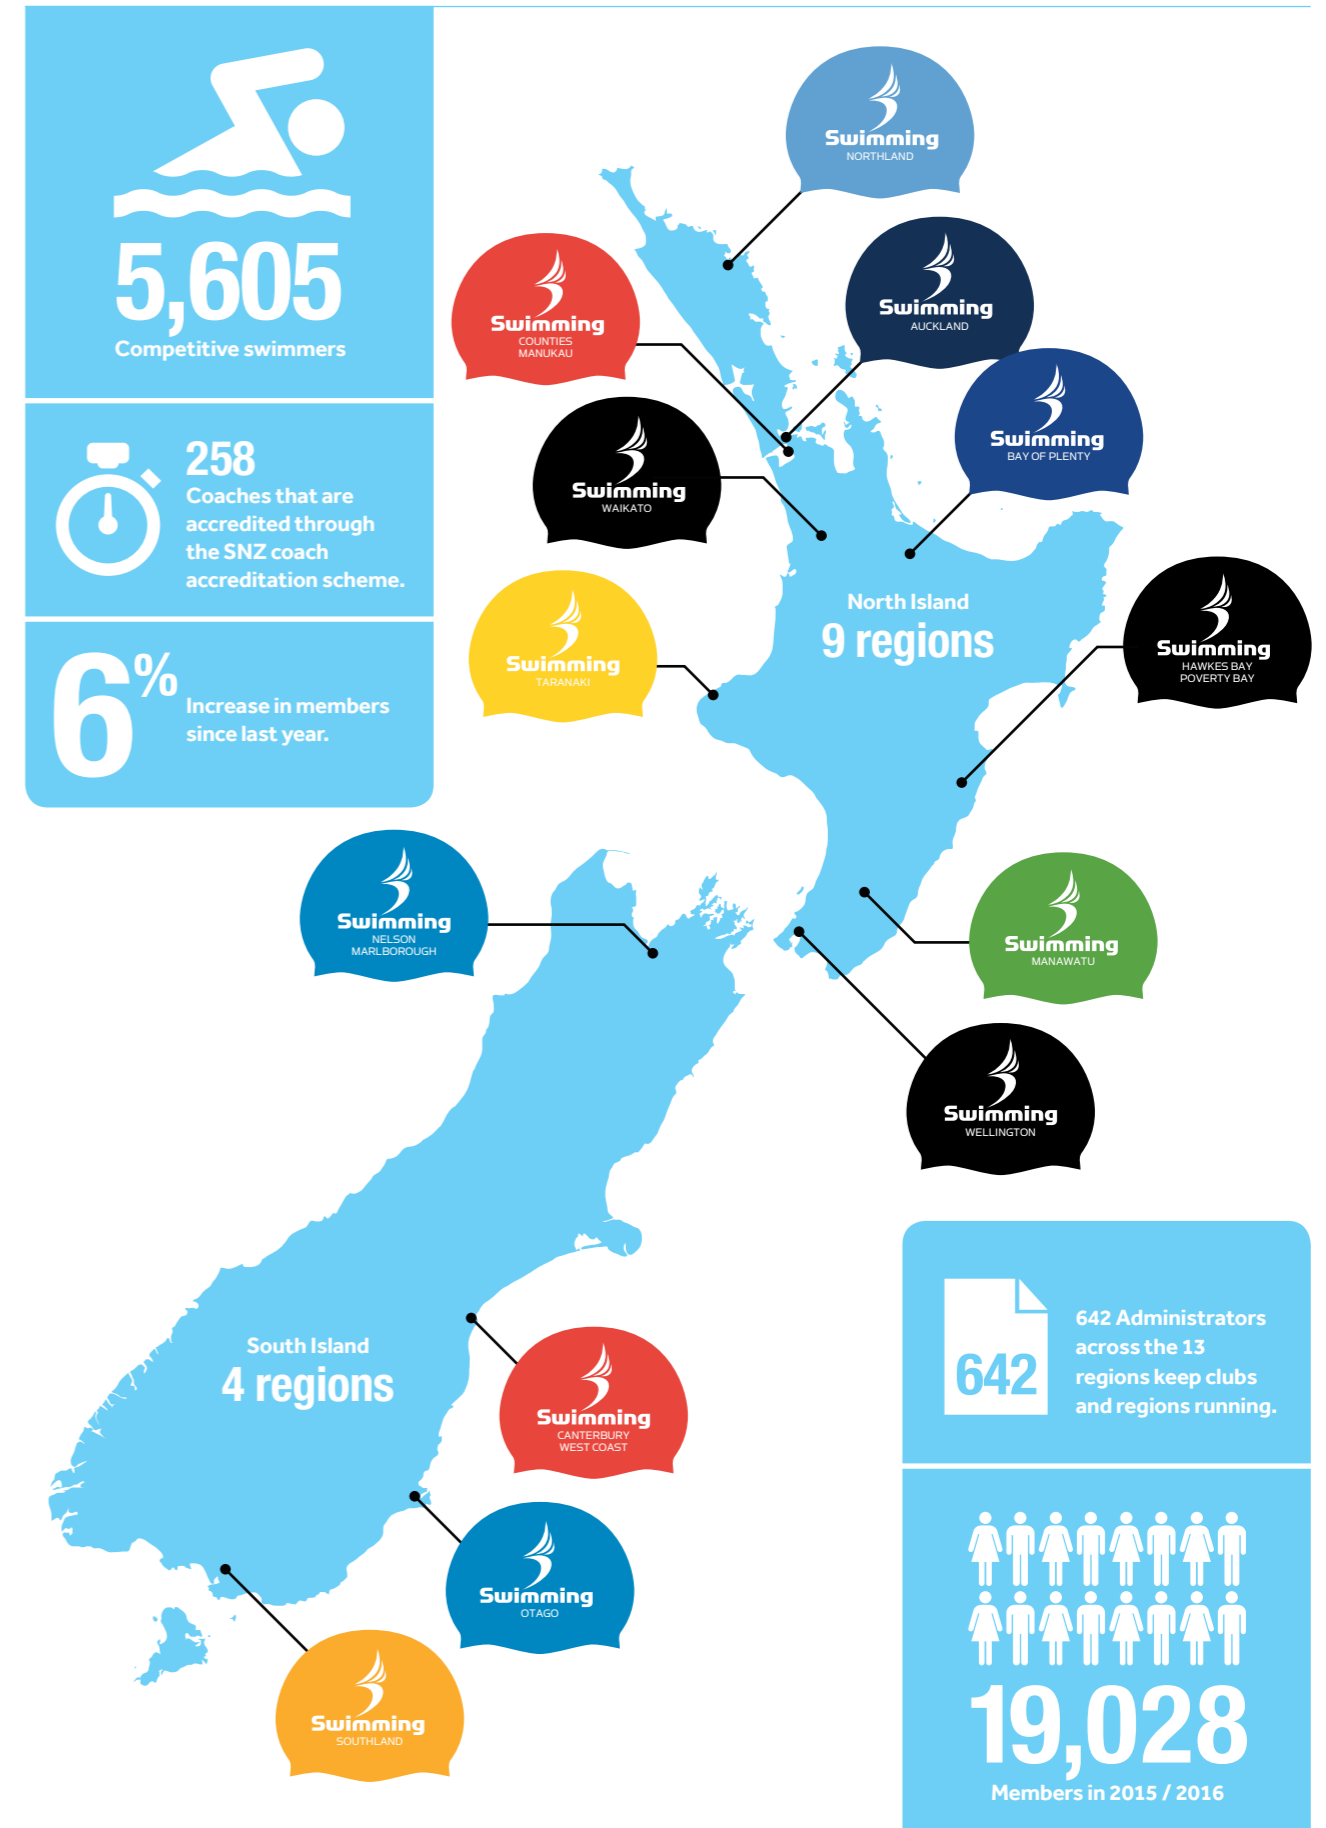 5,605
Competitive swimmers
258
Coaches that are
accredited through
the SNZ coach
accreditation scheme.
6%
Increase in members
since last year.
Swimming
NORTHLAND
Swimming
AUCKLAND
Swimming
COUNTIES
MANUKAU
Swimming
BAY OF PLENTY
Swimming
WAIKATO
North Island
9 regions
Swimming
HAWKES BAY
POVERTY BAY
Swimming
TARANAKI
Swimming
NELSON
MARLBOROUGH
Swimming
MANAWATU
Swimming
WELLINGTON
South Island
4 regions
Swimming
CANTERBURY
WEST COAST
Swimming
OTAGO
Swimming
SOUTHLAND
642
642 Administrators
across the 13
regions keep clubs
and regions running.
19,028
Members in 2015 / 2016